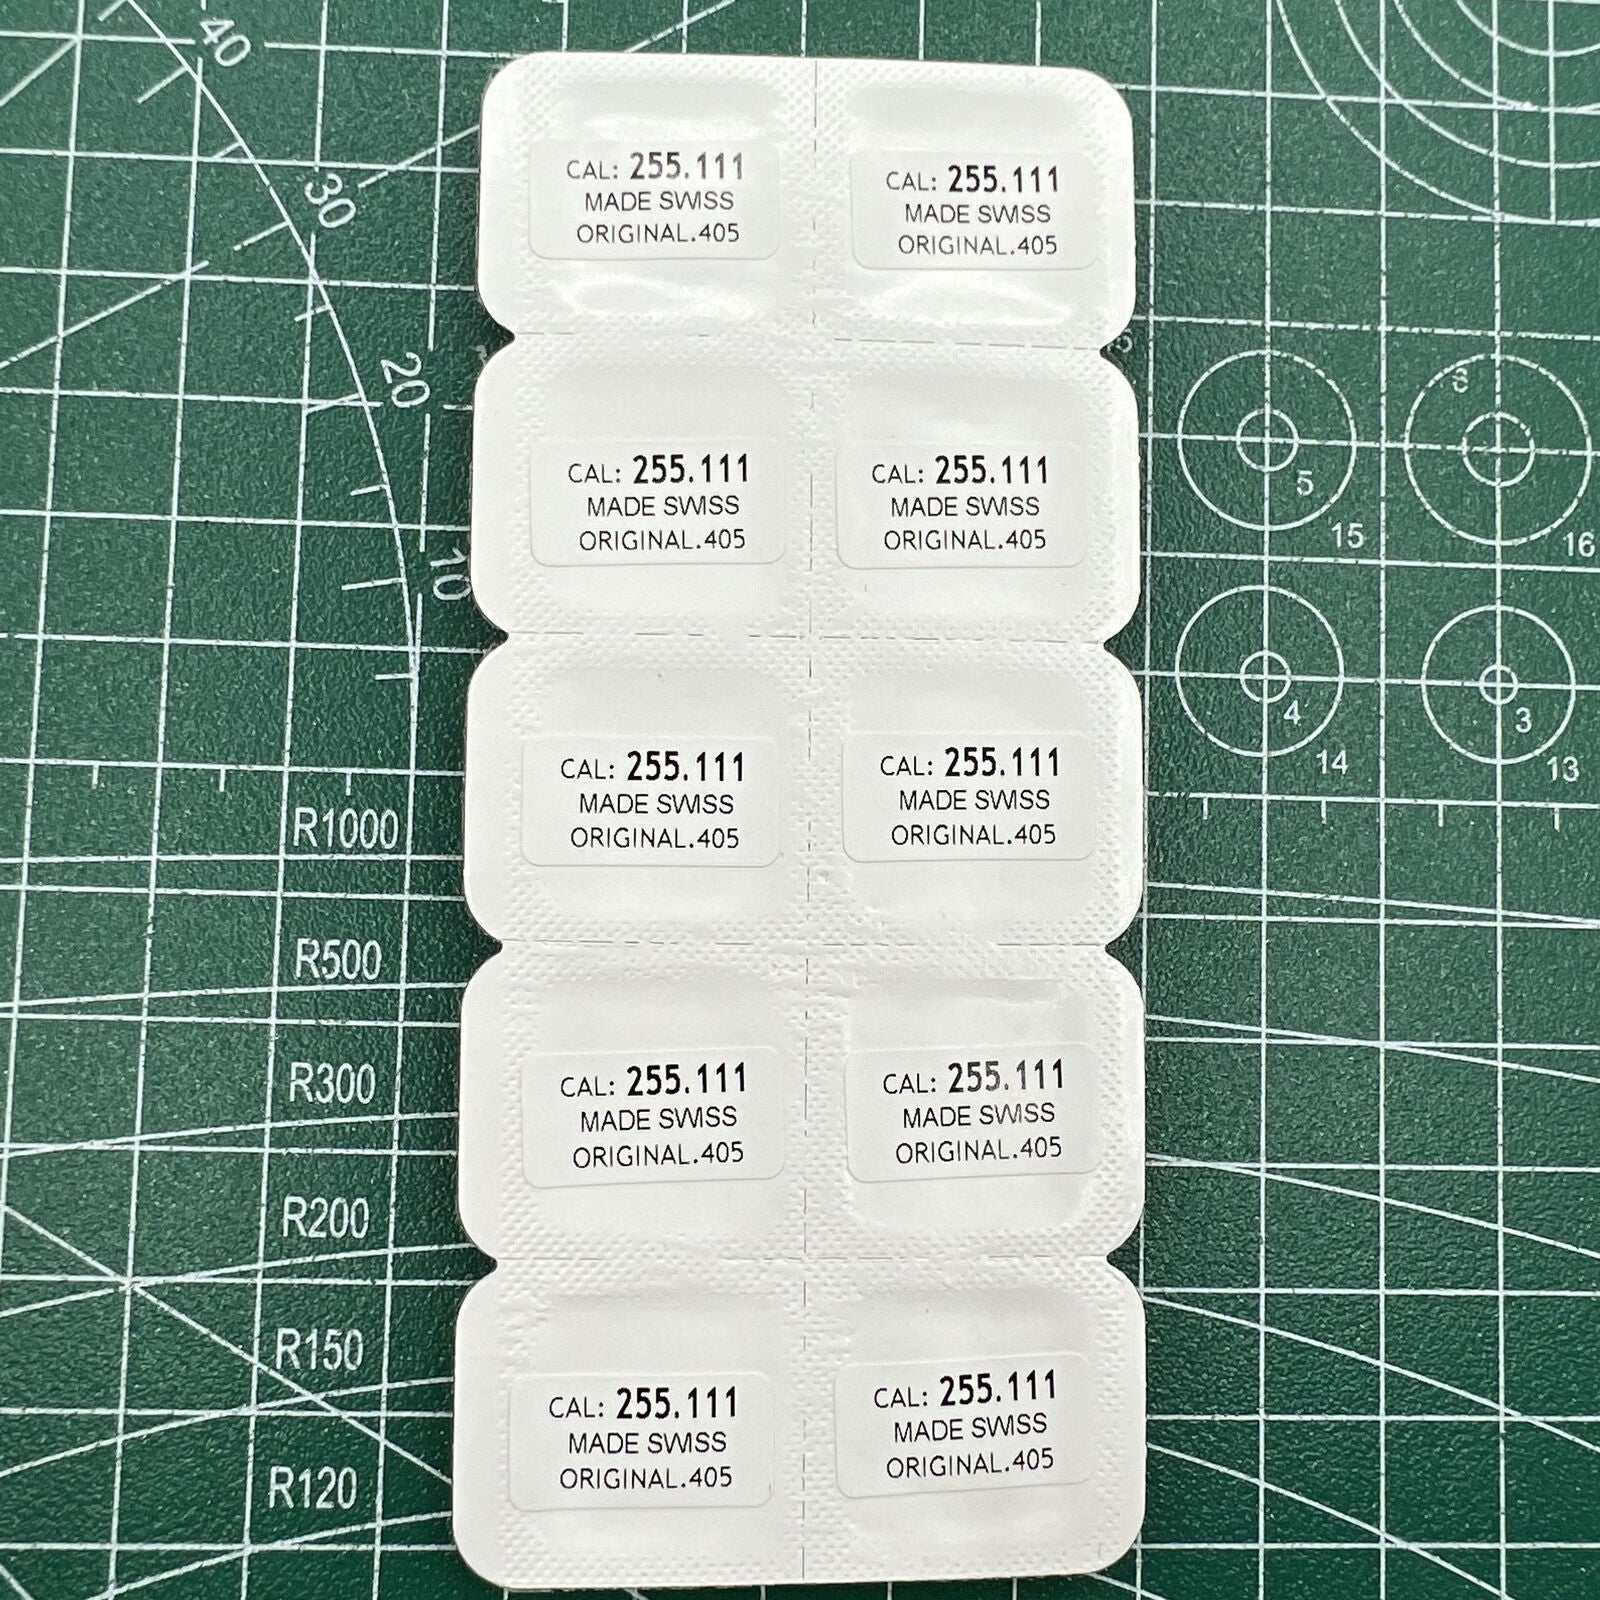 40
30
20
10
CAL: 255.111
MADE SWISS
ORIGINAL.405
CAL: 255.111
MADE SWISS
ORIGINAL.405
CAL: 255.111
MADE SWISS
ORIGINAL.405
CAL: 255.111
MADE SWISS
ORIGINAL.405
CAL: 255.111
MADE SWISS
ORIGINAL.405
CAL: 255.111
MADE SWISS
ORIGINAL.405
CAL: 255.111
MADE SWISS
ORIGINAL.405
CAL: 255.111
MADE SWISS
ORIGINAL.405
CAL: 255.111
MADE SWISS
ORIGINAL.405
CAL: 255.111
MADE SWISS
ORIGINAL.405
R1000
R500
R300
R200
R150
R120
5
15
8
16
4
14
3
13